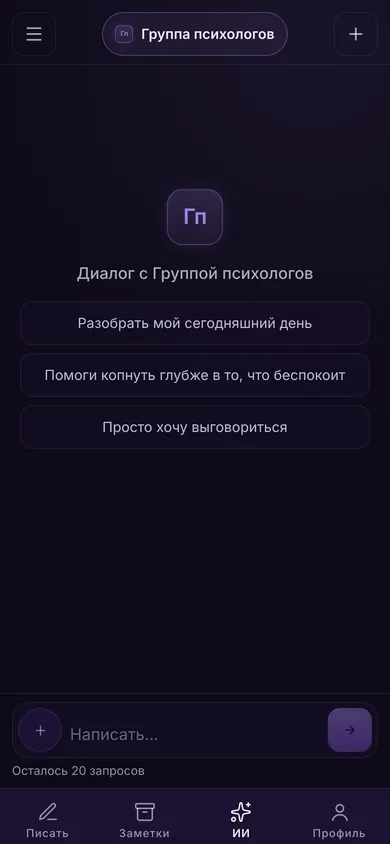 Гп Группа психологов
Гп
Диалог с Группой психологов
Разобрать мой сегодняшний день
Помоги копнуть глубже в то, что беспокоит
Просто хочу выговориться
Написать...
Осталось 20 запросов
Писать Заметки ИИ Профиль